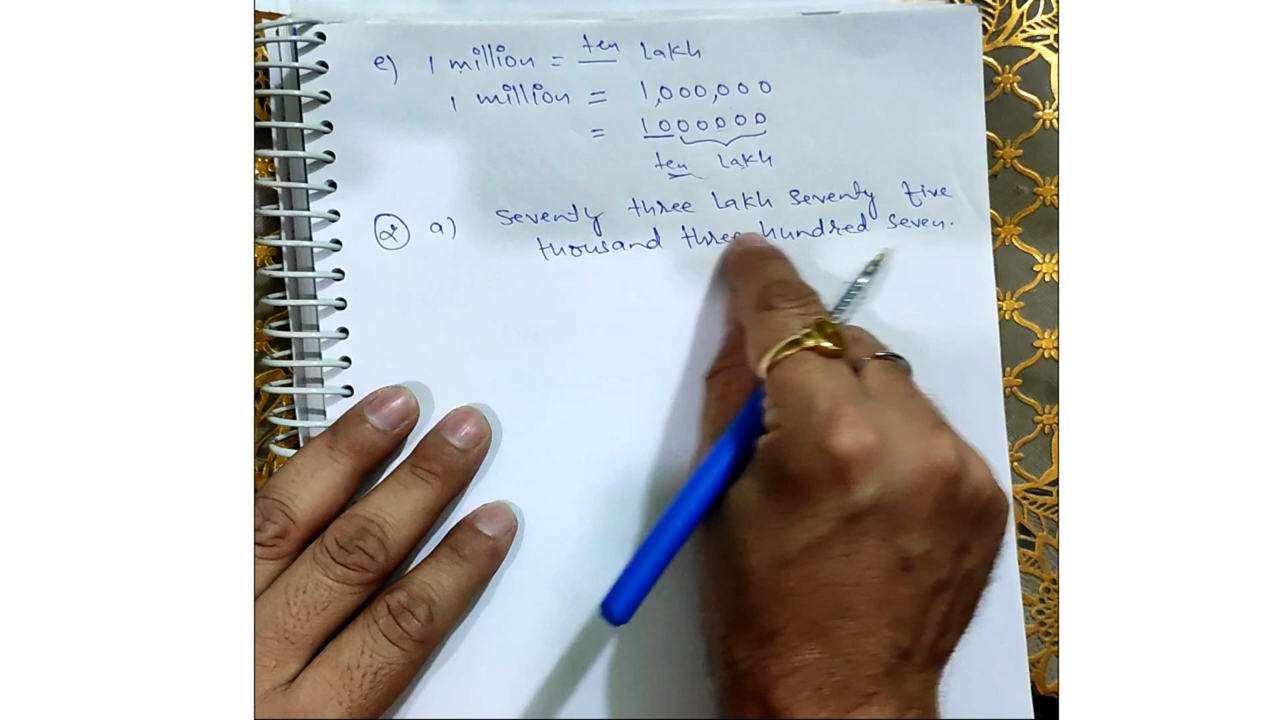 e) 1 million = ten lakh
1 million = 1,000,000
= 1000000
ten lakh
2 a) Seventy three lakh seventy five
thousand three hundred seven.